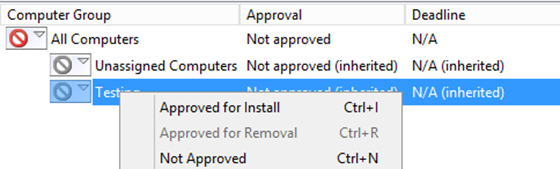 Computer Group Approval Deadline
All Computers Not approved N/A
Unassigned Computers Not approved (inherited) N/A (inherited)
Testing Not approved (inherited) N/A (inherited)
Approved for Install Ctrl+I
Approved for Removal Ctrl+R
Not Approved Ctrl+N